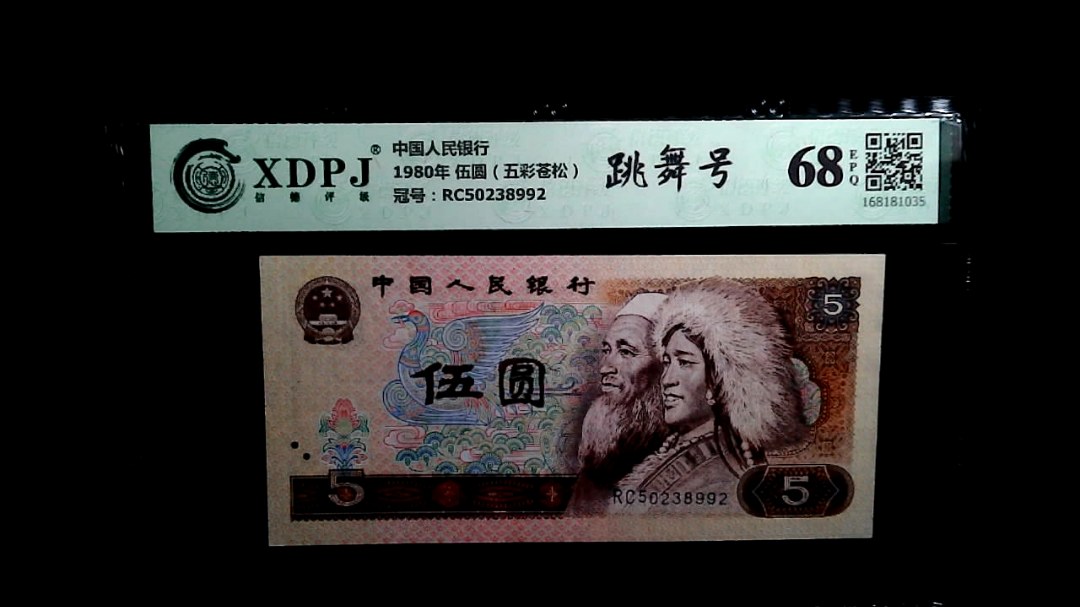 XDPJ®
信德评级
中国人民银行
1980年 伍圆（五彩苍松）
冠号：RC50238992
跳舞号
68
EPQ
168181035
中国人民银行
5
伍圆
5
RC50238992
5